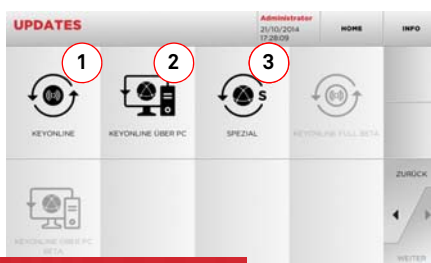 UPDATES
Administrator
21/10/2014
17:28:09
HOME
INFO
1
2
3
S
KEYONLINE
KEYONLINE ÜBER PC
SPEZIAL
KEYONLINE FULL BETA
ZURÜCK
KEYONLINE ÜBER PC
BETA
WEITER